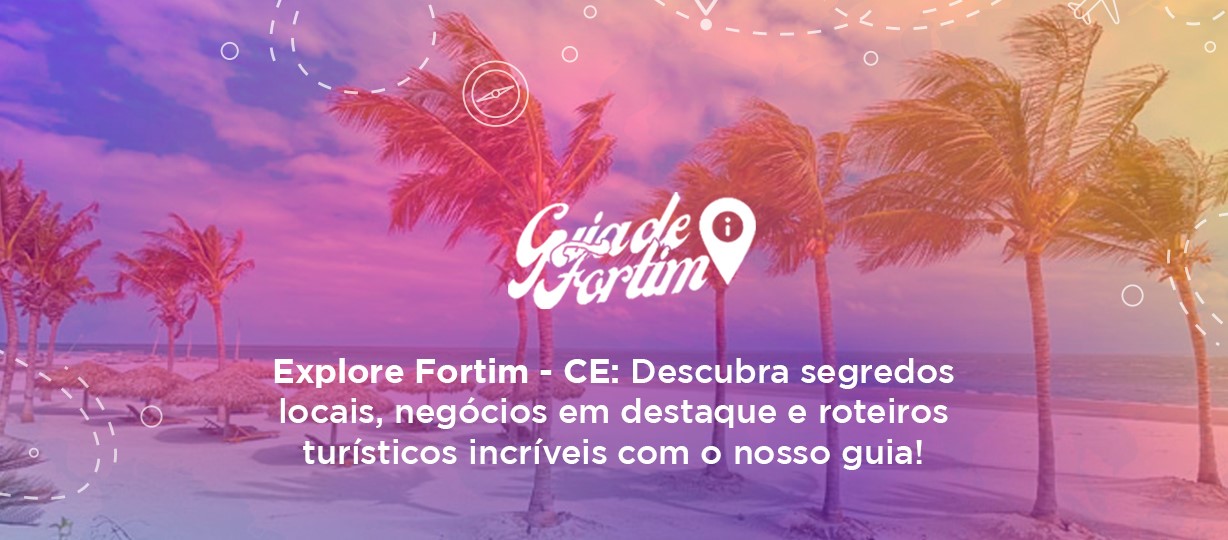 Guia de
Fortim
i
Explore Fortim - CE: Descubra segredos
locais, negócios em destaque e roteiros
turísticos incríveis com o nosso guia!